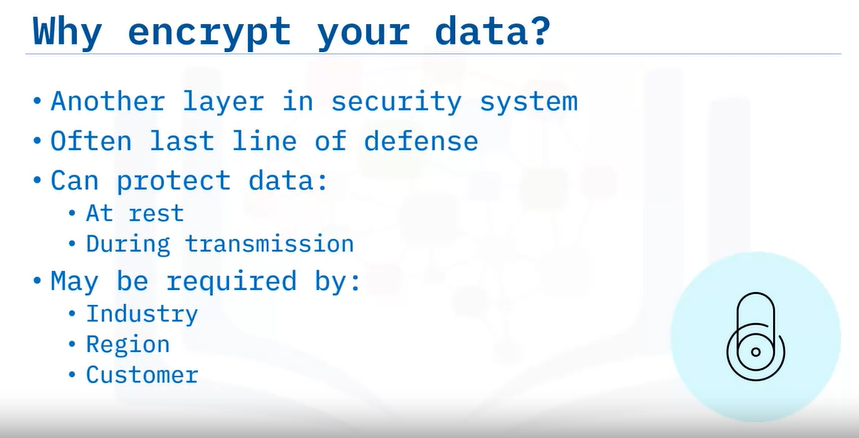 Why encrypt your data?
• Another layer in security system
• Often last line of defense
• Can protect data:
• At rest
• During transmission
• May be required by:
• Industry
• Region
• Customer